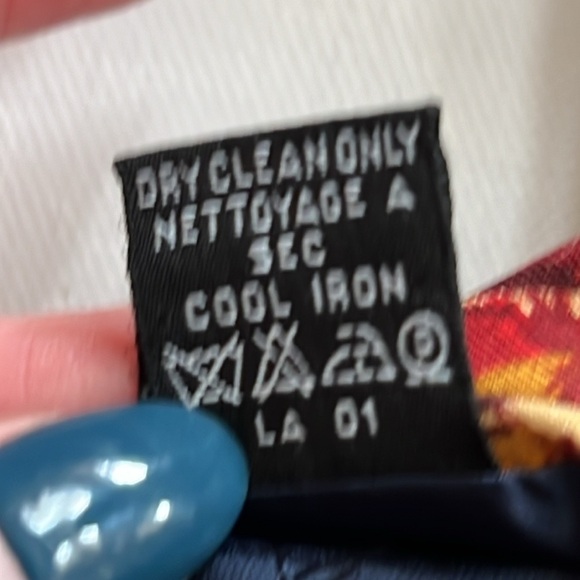 DRY CLEAN ONLY
NETTOYAGE A
SEC
COOL IRON
P
LA 01